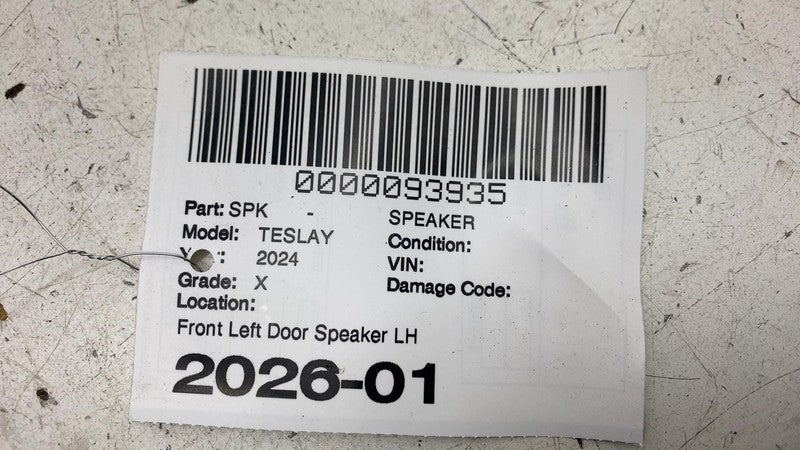 0000093935
Part: SPK - SPEAKER
Model: TESLAY Condition:
2024 VIN:
Grade: X Damage Code:
Location:
Front Left Door Speaker LH
2026-01